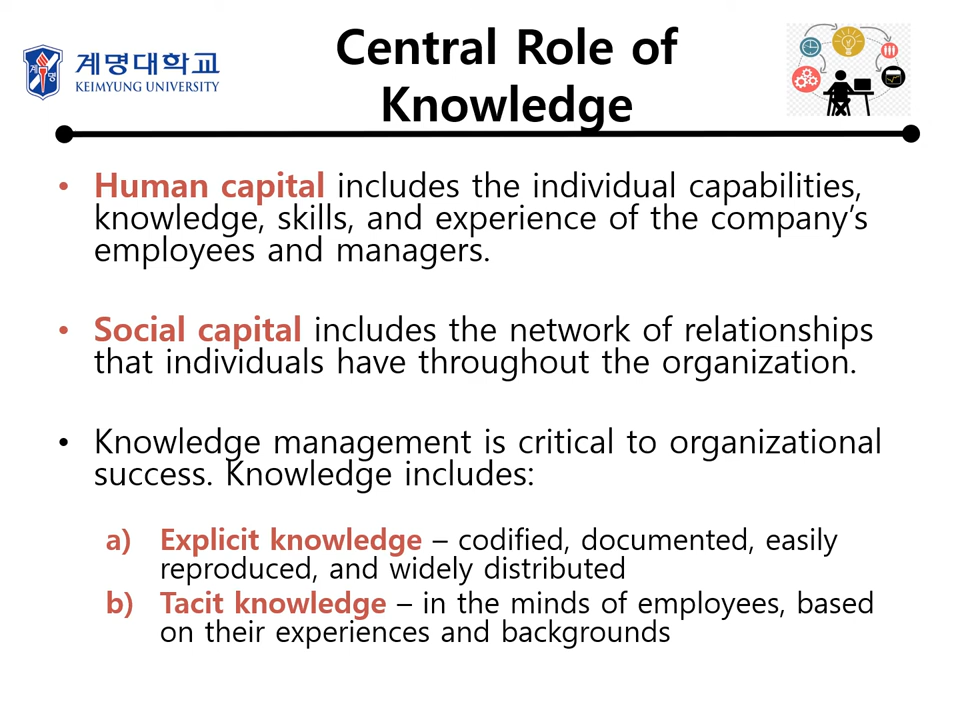 계명대학교
KEIMYUNG UNIVERSITY
Central Role of
Knowledge
• Human capital includes the individual capabilities,
knowledge, skills, and experience of the company’s
employees and managers.
• Social capital includes the network of relationships
that individuals have throughout the organization.
• Knowledge management is critical to organizational
success. Knowledge includes:
a) Explicit knowledge – codified, documented, easily
reproduced, and widely distributed
b) Tacit knowledge – in the minds of employees, based
on their experiences and backgrounds